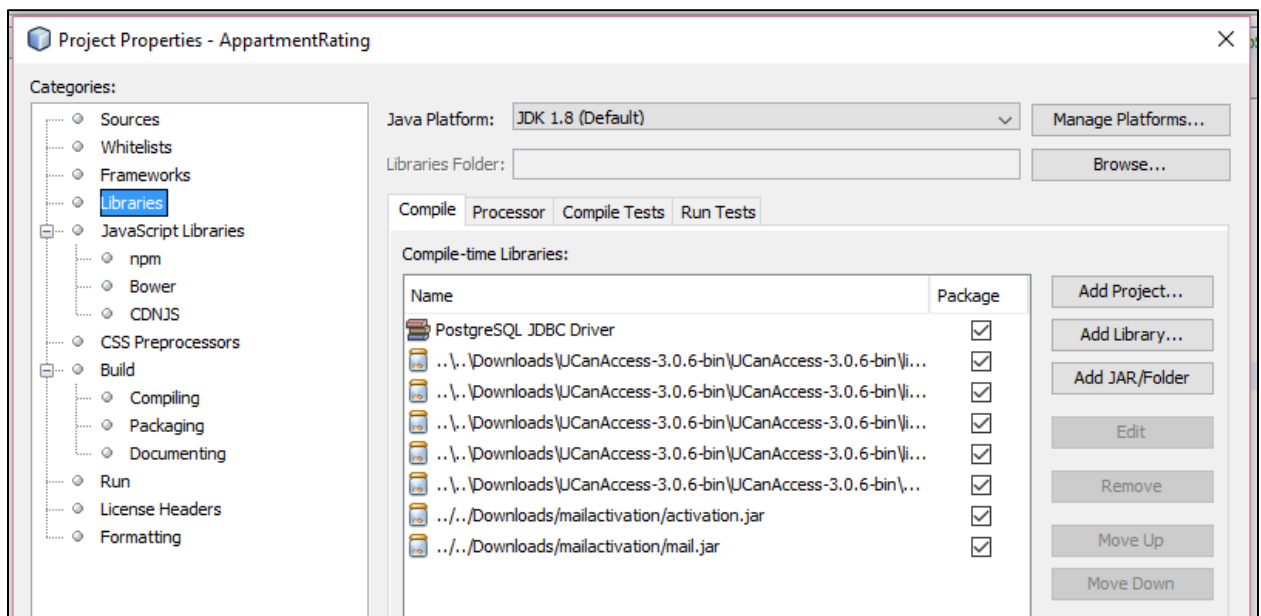 Project Properties - AppartmentRating
Categories:
Sources
Whitelists
Frameworks
Libraries
JavaScript Libraries
npm
Bower
CDNJS
CSS Preprocessors
Build
Compiling
Packaging
Documenting
Run
License Headers
Formatting
Java Platform: JDK 1.8 (Default) Manage Platforms...
Libraries Folder: Browse...
Compile Processor Compile Tests Run Tests
Compile-time Libraries:
Name Package
PostgreSQL JDBC Driver
..\..\Downloads\UCanAccess-3.0.6-bin\UCanAccess-3.0.6-bin\li...
..\..\Downloads\UCanAccess-3.0.6-bin\UCanAccess-3.0.6-bin\li...
..\..\Downloads\UCanAccess-3.0.6-bin\UCanAccess-3.0.6-bin\li...
..\..\Downloads\UCanAccess-3.0.6-bin\UCanAccess-3.0.6-bin\li...
..\..\Downloads\UCanAccess-3.0.6-bin\UCanAccess-3.0.6-bin\...
../../Downloads/mailactivation/activation.jar
../../Downloads/mailactivation/mail.jar
Add Project...
Add Library...
Add JAR/Folder
Edit
Remove
Move Up
Move Down